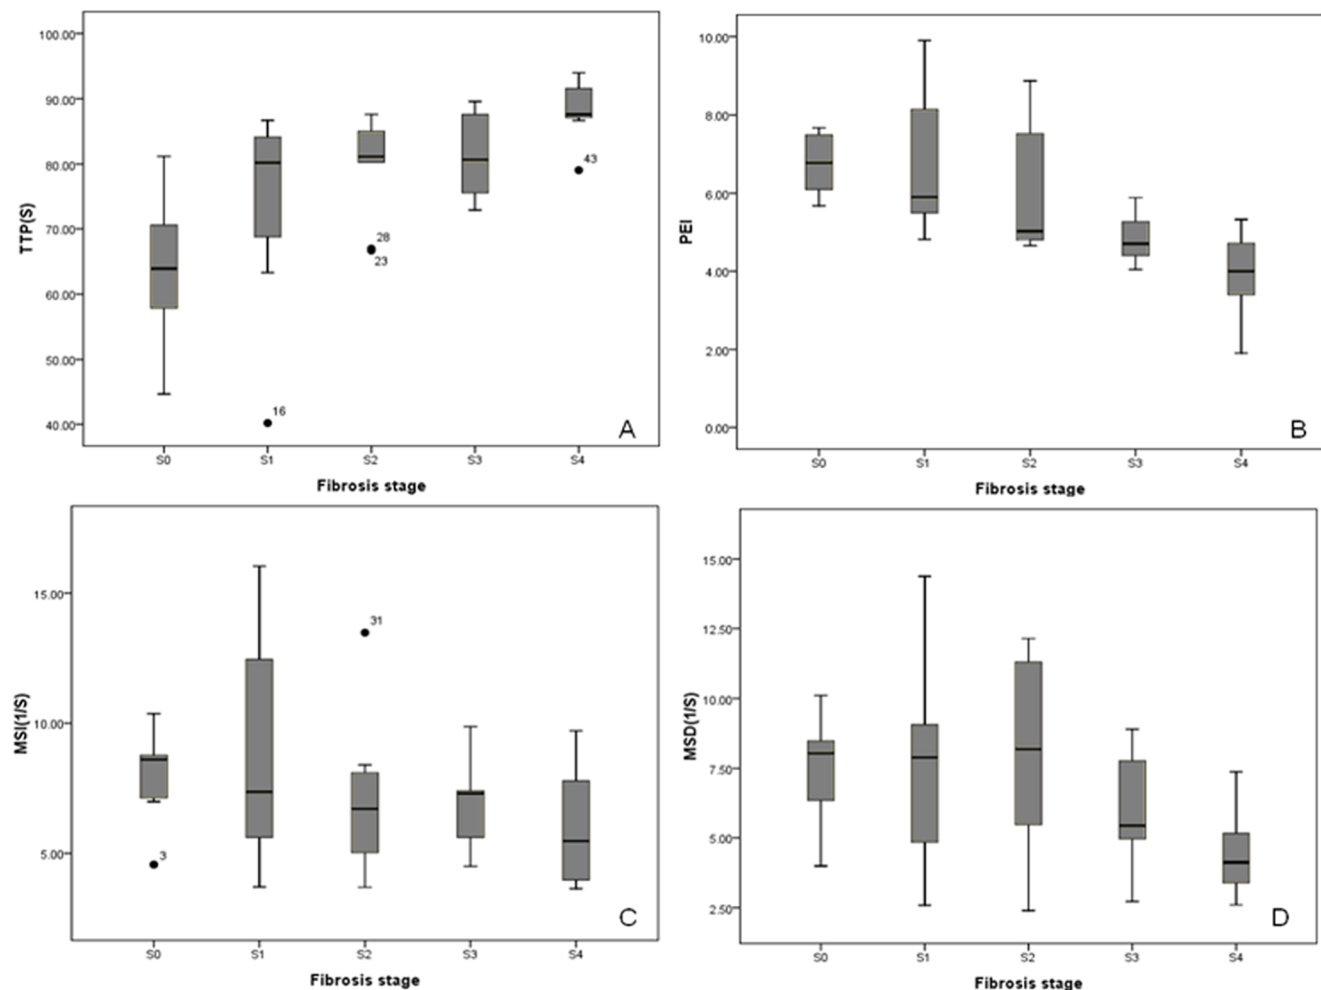 100.00
90.00
80.00
70.00
60.00
50.00
40.00
TTP(S)
43
28
23
16
A
S0 S1 S2 S3 S4
Fibrosis stage
10.00
8.00
6.00
4.00
2.00
0.00
PEI
B
S0 S1 S2 S3 S4
Fibrosis stage
15.00
10.00
5.00
MSI(1/S)
31
3
C
S0 S1 S2 S3 S4
Fibrosis stage
15.00
12.50
10.00
7.50
5.00
2.50
MSD(1/S)
D
S0 S1 S2 S3 S4
Fibrosis stage